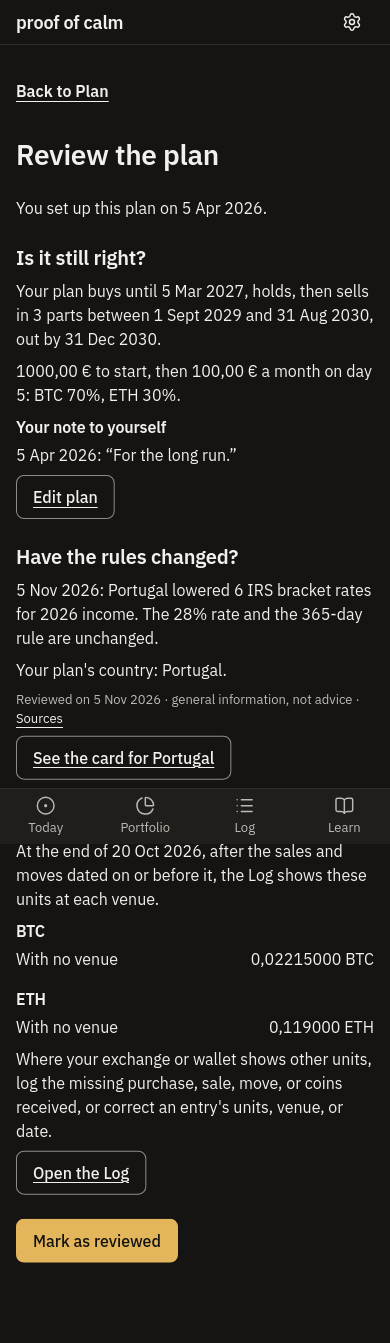 proof of calm
Back to Plan
Review the plan
You set up this plan on 5 Apr 2026.
Is it still right?
Your plan buys until 5 Mar 2027, holds, then sells
in 3 parts between 1 Sept 2029 and 31 Aug 2030,
out by 31 Dec 2030.
1000,00 € to start, then 100,00 € a month on day
5: BTC 70%, ETH 30%.
Your note to yourself
5 Apr 2026: “For the long run.”
Edit plan
Have the rules changed?
5 Nov 2026: Portugal lowered 6 IRS bracket rates
for 2026 income. The 28% rate and the 365-day
rule are unchanged.
Your plan's country: Portugal.
Reviewed on 5 Nov 2026 · general information, not advice ·
Sources
See the card for Portugal
Today Portfolio Log Learn
At the end of 20 Oct 2026, after the sales and
moves dated on or before it, the Log shows these
units at each venue.
BTC
With no venue 0,02215000 BTC
ETH
With no venue 0,119000 ETH
Where your exchange or wallet shows other units,
log the missing purchase, sale, move, or coins
received, or correct an entry's units, venue, or
date.
Open the Log
Mark as reviewed